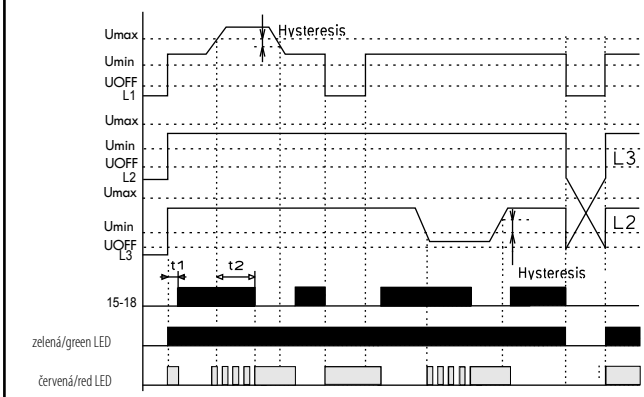 Umax
Hysteresis
Umin
UOFF
L1
Umax
Umin
UOFF
L3
L2
Umax
Umin
L2
UOFF
L3
Hysteresis
t1
t2
15-18
zelená/green LED
červená/red LED